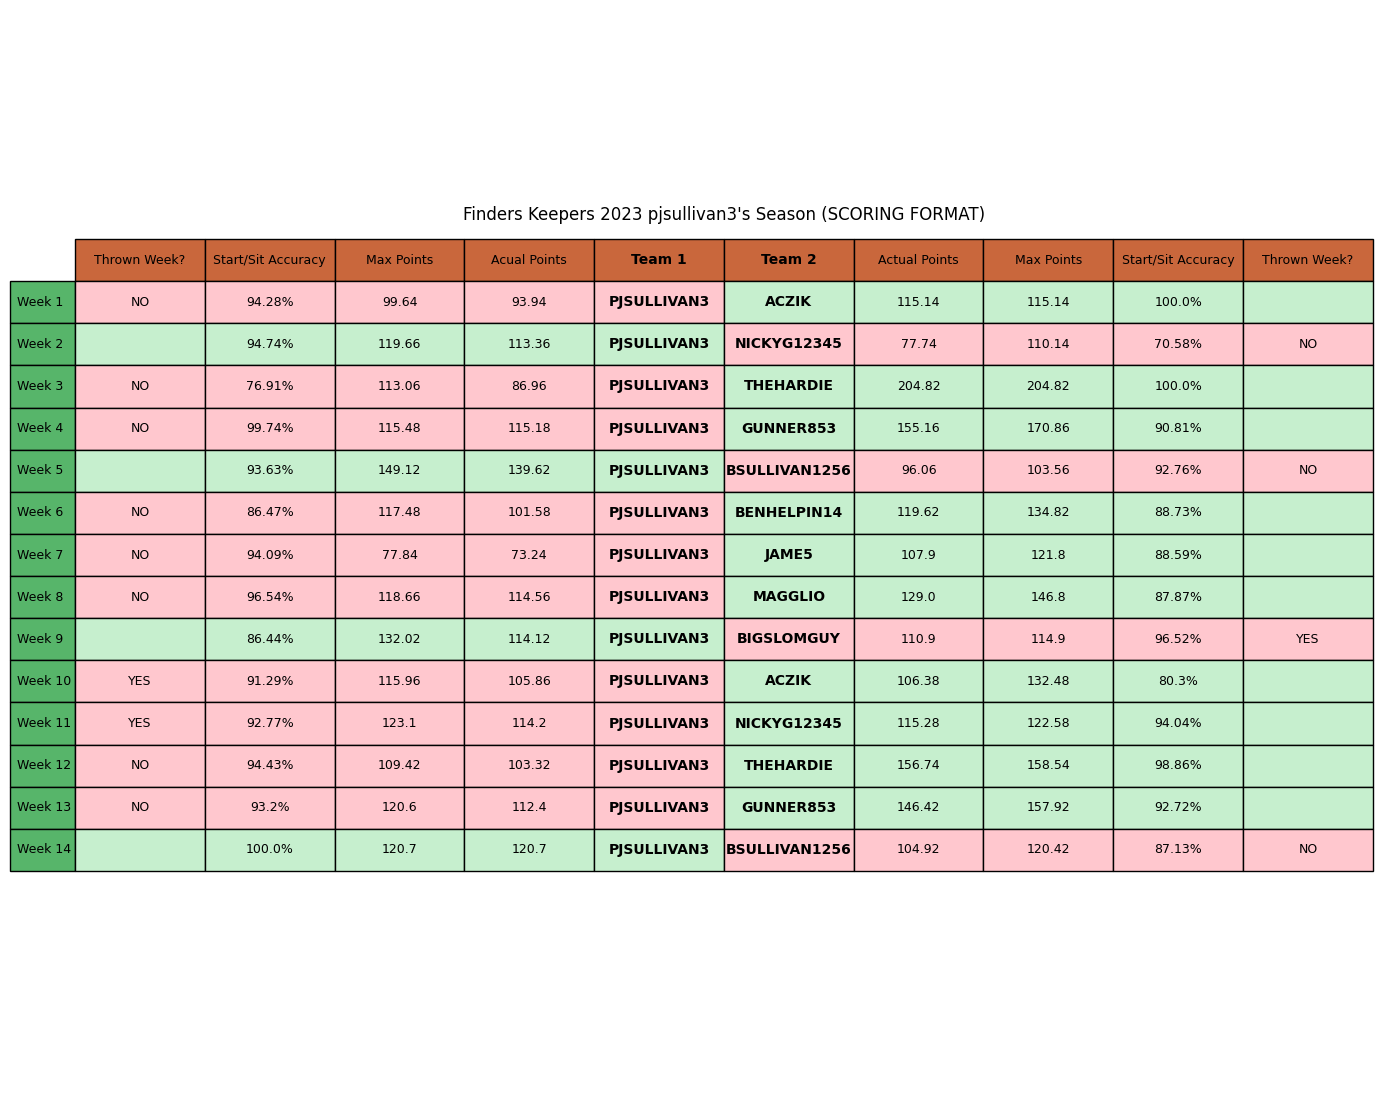 Finders Keepers 2023 pjsullivan3's Season (SCORING FORMAT)
Thrown Week? Start/Sit Accuracy Max Points Acual Points Team 1 Team 2 Actual Points Max Points Start/Sit Accuracy Thrown Week?
Week 1 NO 94.28% 99.64 93.94 PJSULLIVAN3 ACZIK 115.14 115.14 100.0%
Week 2 94.74% 119.66 113.36 PJSULLIVAN3 NICKYG12345 77.74 110.14 70.58% NO
Week 3 NO 76.91% 113.06 86.96 PJSULLIVAN3 THEHARDIE 204.82 204.82 100.0%
Week 4 NO 99.74% 115.48 115.18 PJSULLIVAN3 GUNNER853 155.16 170.86 90.81%
Week 5 93.63% 149.12 139.62 PJSULLIVAN3 BSULLIVAN1256 96.06 103.56 92.76% NO
Week 6 NO 86.47% 117.48 101.58 PJSULLIVAN3 BENHELPIN14 119.62 134.82 88.73%
Week 7 NO 94.09% 77.84 73.24 PJSULLIVAN3 JAME5 107.9 121.8 88.59%
Week 8 NO 96.54% 118.66 114.56 PJSULLIVAN3 MAGGLIO 129.0 146.8 87.87%
Week 9 86.44% 132.02 114.12 PJSULLIVAN3 BIGSLOMGUY 110.9 114.9 96.52% YES
Week 10 YES 91.29% 115.96 105.86 PJSULLIVAN3 ACZIK 106.38 132.48 80.3%
Week 11 YES 92.77% 123.1 114.2 PJSULLIVAN3 NICKYG12345 115.28 122.58 94.04%
Week 12 NO 94.43% 109.42 103.32 PJSULLIVAN3 THEHARDIE 156.74 158.54 98.86%
Week 13 NO 93.2% 120.6 112.4 PJSULLIVAN3 GUNNER853 146.42 157.92 92.72%
Week 14 100.0% 120.7 120.7 PJSULLIVAN3 BSULLIVAN1256 104.92 120.42 87.13% NO